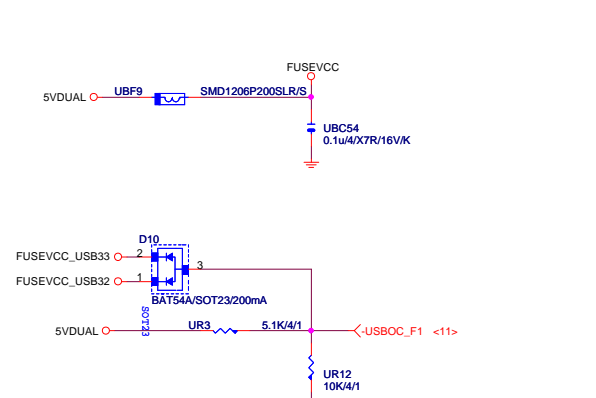 FUSEVCC
5VDUAL
UBF9
SMD1206P200SLR/S
UBC54
0.1u/4/X7R/16V/K
D10
FUSEVCC_USB33
2
3
FUSEVCC_USB32
1
BAT54A/SOT23/200mA
SOT23
5VDUAL
UR3
5.1K/4/1
-USBOC_F1 <11>
UR12
10K/4/1